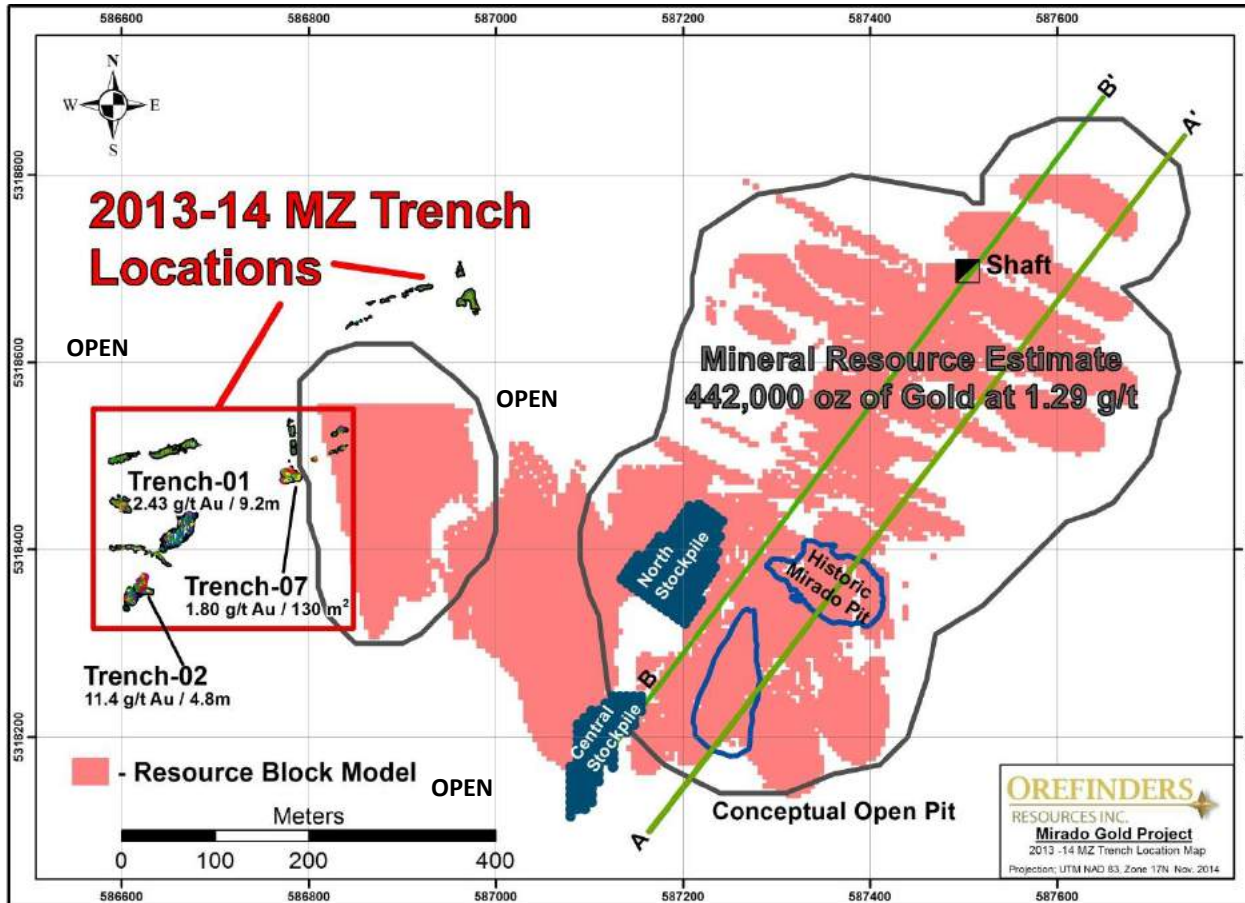 586600 586800 587000 587200 587400 587600
N
W E
S
B'
A'
5318800 5318800
2013-14 MZ Trench
Locations
Shaft
OPEN
5318600 5318600
Mineral Resource Estimate
442,000 oz of Gold at 1.29 g/t
OPEN
Trench-01
2.43 g/t Au / 9.2m
North
Stockpile
Historic
Mirado Pit
5318400 5318400
Trench-07
1.80 g/t Au / 130 m²
Trench-02
11.4 g/t Au / 4.8m
B
Central
Stockpile
5318200 5318200
- Resource Block Model
OPEN
Meters
0 100 200 400
A
Conceptual Open Pit
OREFINDERS
RESOURCES INC.
Mirado Gold Project
2013 -14 MZ Trench Location Map
Projection; UTM NAD 83, Zone 17N Nov. 2014
586600 586800 587000 587200 587400 587600